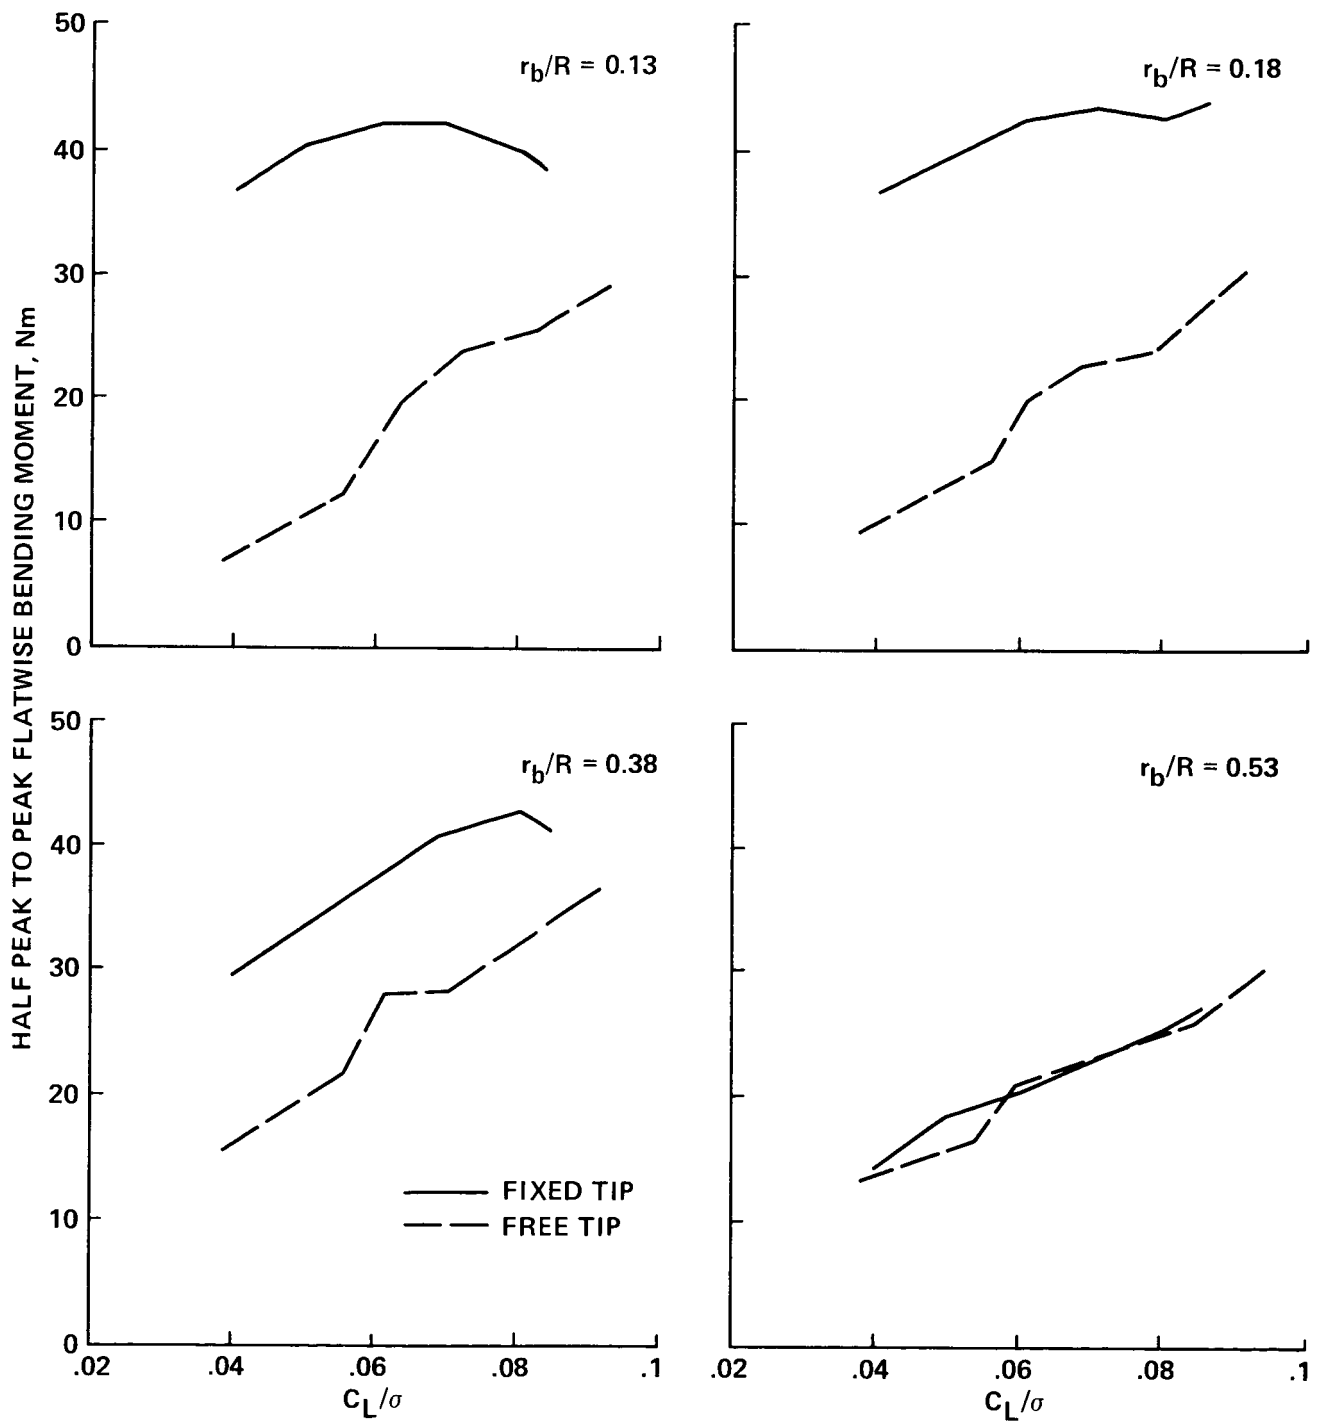 HALF PEAK TO PEAK FLATWISE BENDING MOMENT, Nm
50
40
30
20
10
0
r_b/R = 0.13
r_b/R = 0.18
50
40
30
20
10
0
r_b/R = 0.38
FIXED TIP
FREE TIP
r_b/R = 0.53
.02 .04 .06 .08 .1
C_L/σ
.02 .04 .06 .08 .1
C_L/σ